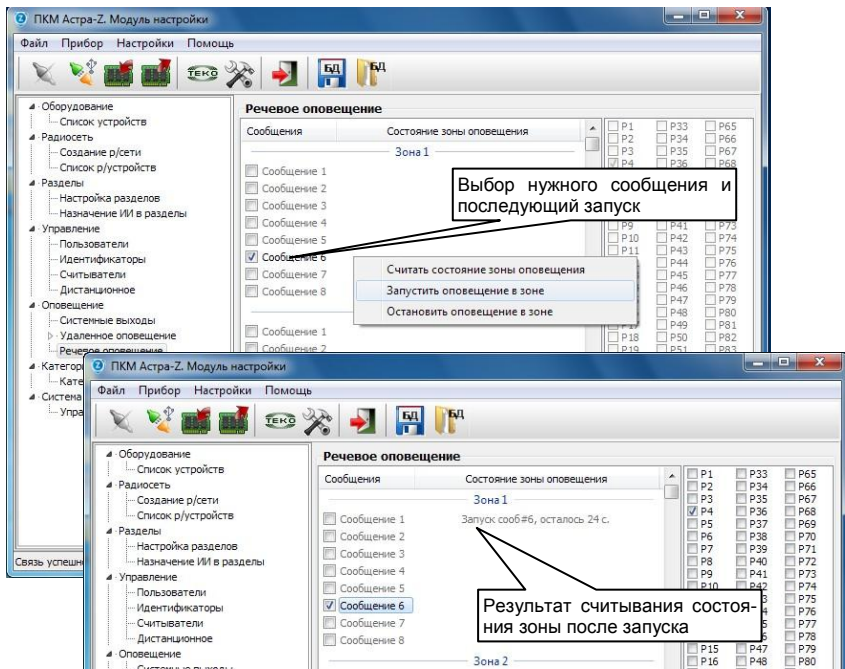 ПКМ Астра-Z. Модуль настройки
Файл Прибор Настройки Помощь
ТЕКО БД БД
Оборудование
Список устройств
Радиосеть
Создание р/сети
Список р/устройств
Разделы
Настройка разделов
Назначение ИИ в разделы
Управление
Пользователи
Идентификаторы
Считыватели
Дистанционное
Оповещение
Системные выходы
Удаленное оповещение
Речевое оповещение
Катего
Кате
Система
Упра
Связь успешн
Речевое оповещение
Сообщения Состояние зоны оповещения
Зона 1
Сообщение 1
Сообщение 2
Сообщение 3
Сообщение 4
Сообщение 5
Сообщение 6
Сообщение 7
Сообщение 8
Сообщение 1
Сообщение 2
Выбор нужного сообщения и
последующий запуск
Считать состояние зоны оповещения
Запустить оповещение в зоне
Остановить оповещение в зоне
P1 P33 P65
P2 P34 P66
P3 P35 P67
P4 P36 P68
P9 P41 P73
P10 P42 P74
P11 P43 P75
P44 P76
P45 P77
P46 P78
P47 P79
P48 P80
P17 P49 P81
P18 P50 P82
P19 P51 P83
ПКМ Астра-Z. Модуль настройки
Файл Прибор Настройки Помощь
ТЕКО БД БД
Оборудование
Список устройств
Радиосеть
Создание р/сети
Список р/устройств
Разделы
Настройка разделов
Назначение ИИ в разделы
Управление
Пользователи
Идентификаторы
Считыватели
Дистанционное
Оповещение
Системные выходы
Речевое оповещение
Сообщения Состояние зоны оповещения
Зона 1
Сообщение 1 Запуск сооб#6, осталось 24 с.
Сообщение 2
Сообщение 3
Сообщение 4
Сообщение 5
Сообщение 6
Сообщение 7
Сообщение 8
Зона 2
Результат считывания состоя-
ния зоны после запуска
P1 P33 P65
P2 P34 P66
P3 P35 P67
P4 P36 P68
P5 P37 P69
P6 P38 P70
P7 P39 P71
P8 P40 P72
P9 P41 P73
P10 P42 P74
3 P75
4 P76
5 P77
6 P78
P15 P47 P79
P16 P48 P80